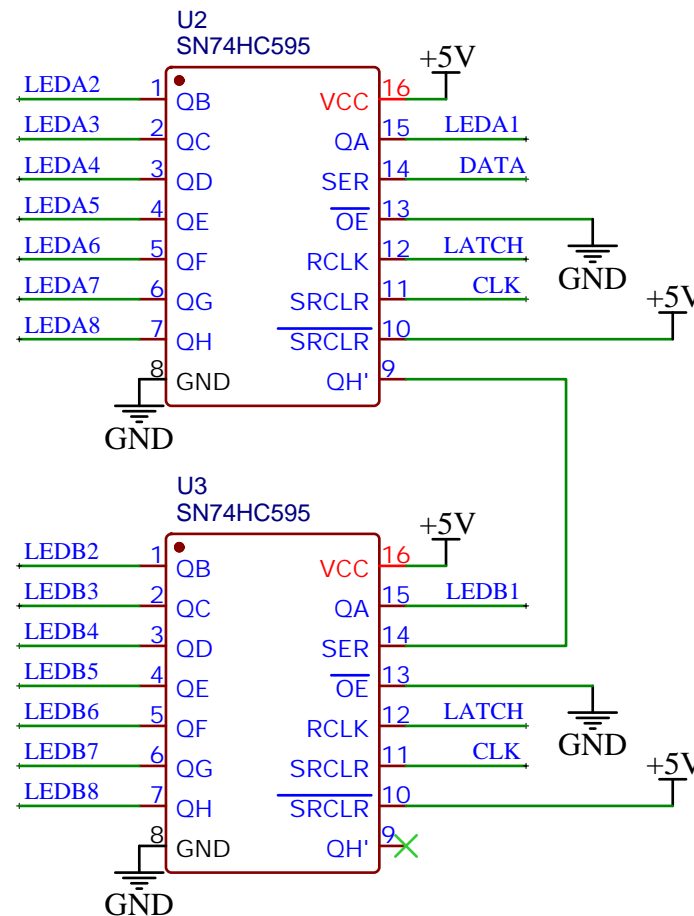 U2
SN74HC595
+5V
LEDA2 1 QB VCC 16
LEDA3 2 QC QA 15 LEDA1
LEDA4 3 QD SER 14 DATA
LEDA5 4 QE OE 13
LEDA6 5 QF RCLK 12 LATCH
GND
LEDA7 6 QG SRCLR 11 CLK
+5V
LEDA8 7 QH SRCLR 10
8 GND QH' 9
GND
U3
SN74HC595
+5V
LEDB2 1 QB VCC 16
LEDB3 2 QC QA 15 LEDB1
LEDB4 3 QD SER 14
LEDB5 4 QE OE 13
LEDB6 5 QF RCLK 12 LATCH
GND
LEDB7 6 QG SRCLR 11 CLK
+5V
LEDB8 7 QH SRCLR 10
8 GND QH' 9
GND